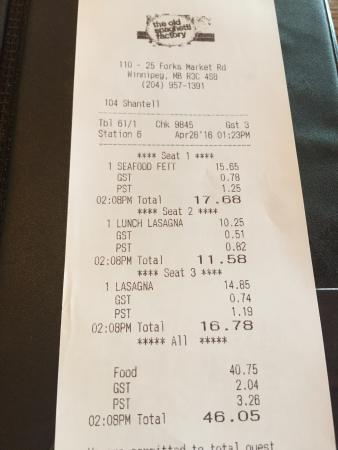 the old
spaghetti
factory
110 - 25 Forks Market Rd
Winnipeg, MB R3C 4S8
(204) 957-1391
104 Shantell
Tbl 61/1 Chk 9845 Gst 3
Station 6 Apr26'16 01:23PM
**** Seat 1 ****
1 SEAFOOD FETT 15.65
GST 0.78
PST 1.25
02:08PM Total 17.68
**** Seat 2 ****
1 LUNCH LASAGNA 10.25
GST 0.51
PST 0.82
02:08PM Total 11.58
**** Seat 3 ****
1 LASAGNA 14.85
GST 0.74
PST 1.19
02:08PM Total 16.78
***** All *****
Food 40.75
GST 2.04
PST 3.26
02:08PM Total 46.05
committed to total guest